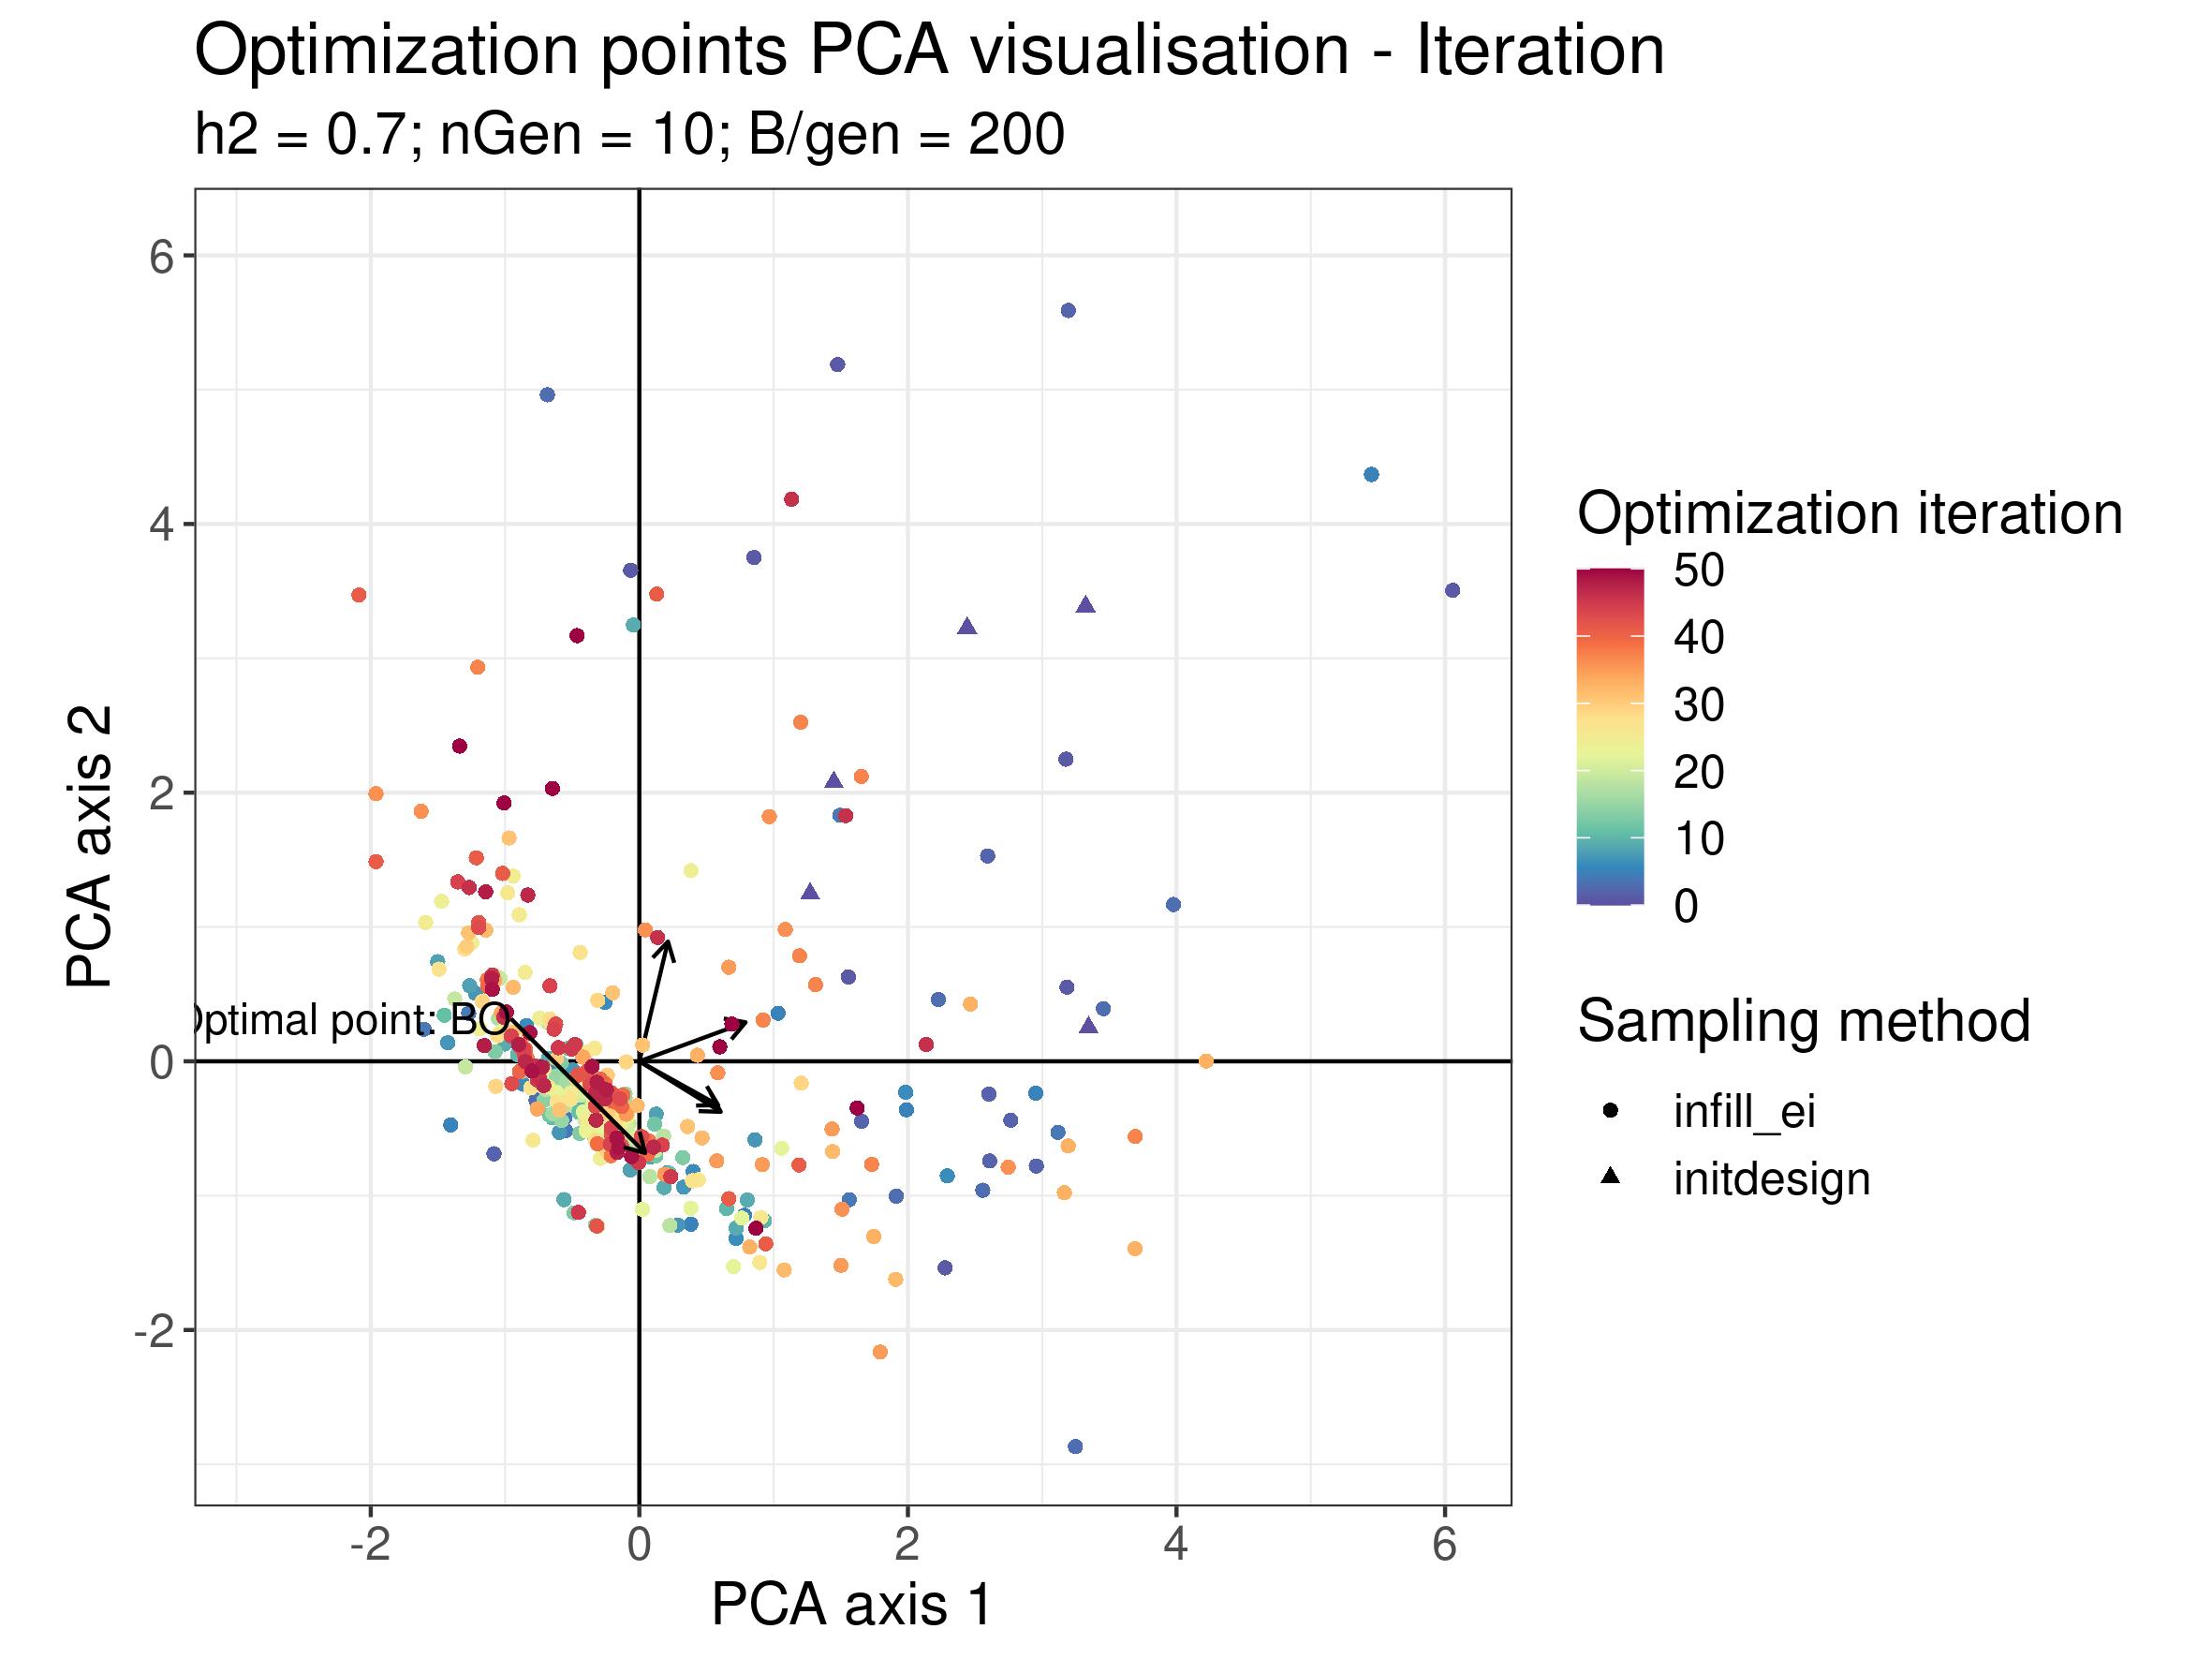 Optimization points PCA visualisation - Iteration
h2 = 0.7; nGen = 10; B/gen = 200
PCA axis 2
6
4
2
0
-2
ptimal point: BO
-2
0
2
4
6
PCA axis 1
Optimization iteration
50
40
30
20
10
0
Sampling method
infill_ei
initdesign